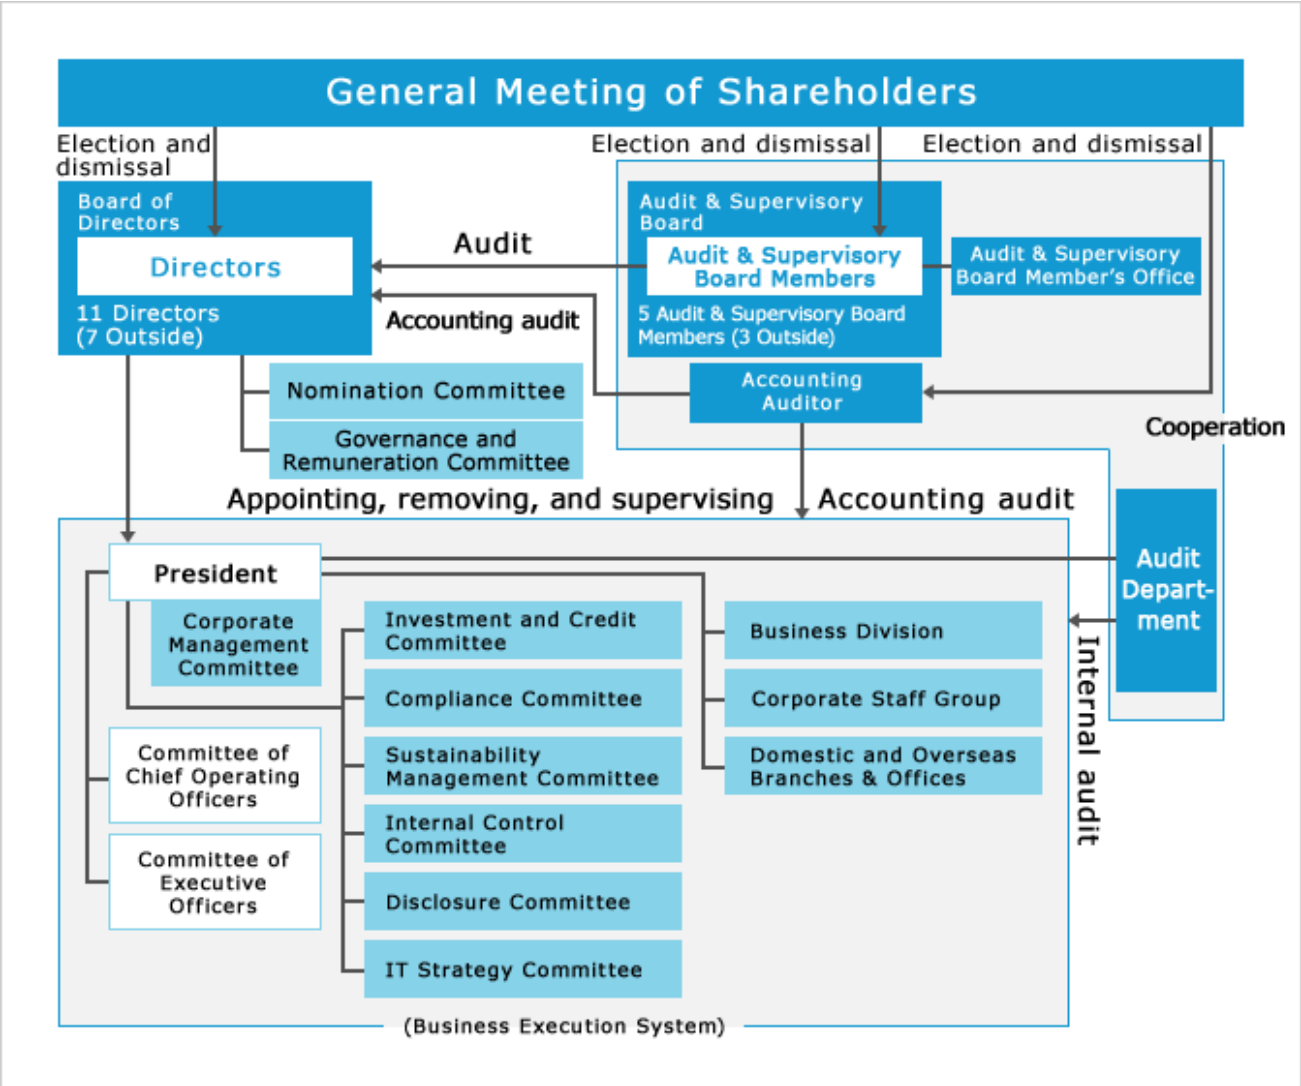 General Meeting of Shareholders
Election and
dismissal
Election and dismissal
Election and dismissal
Board of
Directors
Directors
11 Directors
(7 Outside)
Audit
Accounting audit
Audit & Supervisory
Board
Audit & Supervisory
Board Members
5 Audit & Supervisory Board
Members (3 Outside)
Audit & Supervisory
Board Member's Office
Accounting
Auditor
Cooperation
Nomination Committee
Governance and
Remuneration Committee
Appointing, removing, and supervising
Accounting audit
President
Corporate
Management
Committee
Committee of
Chief Operating
Officers
Committee of
Executive
Officers
Investment and Credit
Committee
Compliance Committee
Sustainability
Management Committee
Internal Control
Committee
Disclosure Committee
IT Strategy Committee
Business Division
Corporate Staff Group
Domestic and Overseas
Branches & Offices
Audit
Depart-
ment
Internal audit
(Business Execution System)